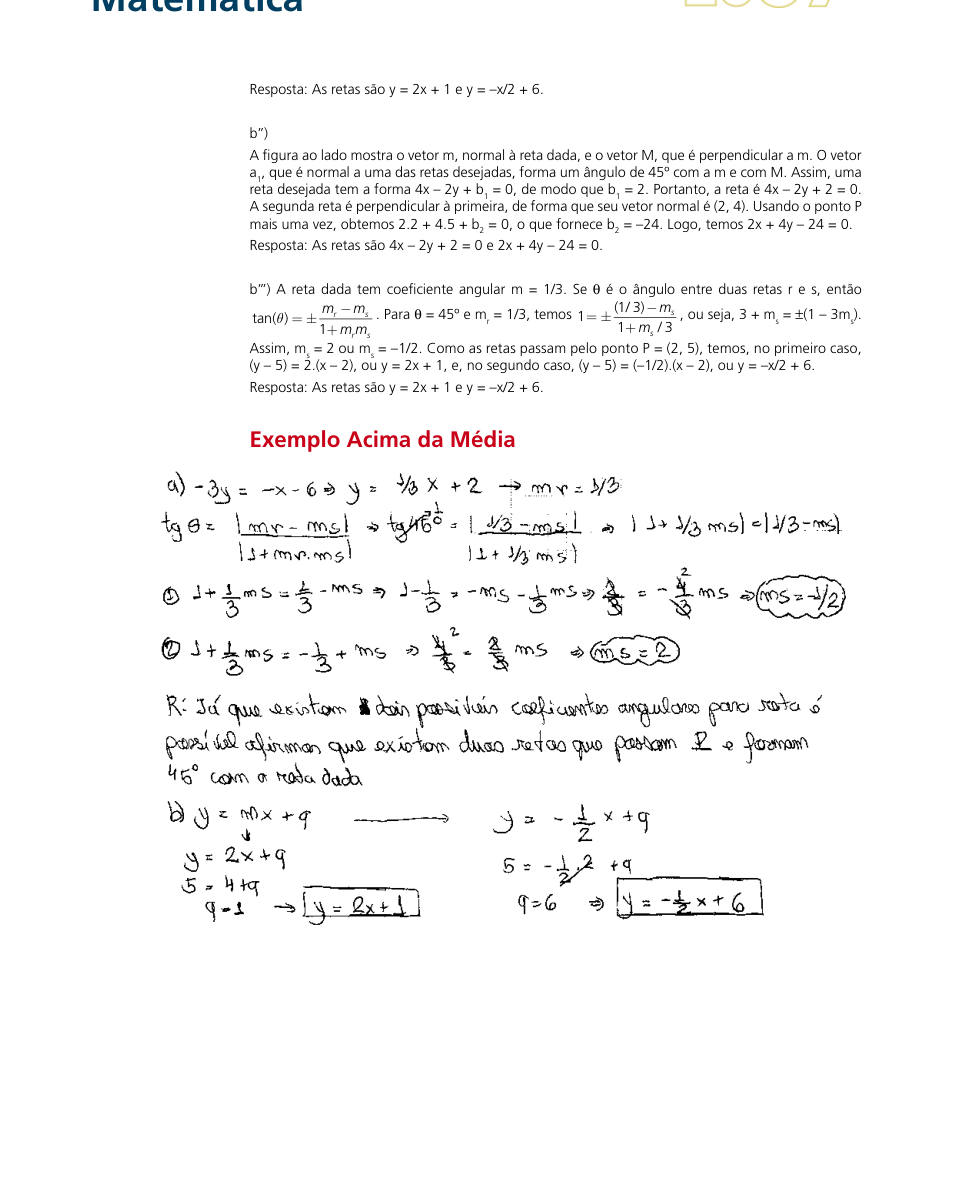 Matemática
Resposta: As retas são y = 2x + 1 e y = –x/2 + 6.
b'')
A figura ao lado mostra o vetor m, normal à reta dada, e o vetor M, que é perpendicular a m. O vetor
a₁, que é normal a uma das retas desejadas, forma um ângulo de 45º com a m e com M. Assim, uma
reta desejada tem a forma 4x – 2y + b₁ = 0, de modo que b₁ = 2. Portanto, a reta é 4x – 2y + 2 = 0.
A segunda reta é perpendicular à primeira, de forma que seu vetor normal é (2, 4). Usando o ponto P
mais uma vez, obtemos 2.2 + 4.5 + b₂ = 0, o que fornece b₂ = –24. Logo, temos 2x + 4y – 24 = 0.
Resposta: As retas são 4x – 2y + 2 = 0 e 2x + 4y – 24 = 0.
b''') A reta dada tem coeficiente angular m = 1/3. Se θ é o ângulo entre duas retas r e s, então
tan(θ) = ± (mᵣ – mₛ)/(1 + mᵣmₛ). Para θ = 45º e mᵣ = 1/3, temos 1 = ± ((1/3) – mₛ)/(1 + mₛ/3), ou seja, 3 + mₛ = ±(1 – 3mₛ).
Assim, mₛ = 2 ou mₛ = –1/2. Como as retas passam pelo ponto P = (2, 5), temos, no primeiro caso,
(y – 5) = 2.(x – 2), ou y = 2x + 1, e, no segundo caso, (y – 5) = (–1/2).(x – 2), ou y = –x/2 + 6.
Resposta: As retas são y = 2x + 1 e y = –x/2 + 6.
Exemplo Acima da Média
a) -3y = -x - 6 ⇒ y = 1/3 x + 2 → mr = 1/3
tg θ = |mr - ms| / |1 + mr.ms| ⇒ tg 45° = |1/3 - ms| / |1 + 1/3 ms| ⇒ |1 + 1/3 ms| = |1/3 - ms|
① 1 + 1/3 ms = 1/3 - ms ⇒ 1 - 1/3 = -ms - 1/3 ms ⇒ 2/3 = - 4/3 ms ⇒ ms = -1/2
② 1 + 1/3 ms = -1/3 + ms ⇒ 4/3 = 2/3 ms ⇒ ms = 2
R: Já que existam dois possíveis coeficientes angulares para reta é
possível afirmar que existam duas retas que passam P e formam
45° com a reta dada
b) y = mx + q → y = -1/2 x + q
y = 2x + q 5 = -1/2 . 2 + q
5 = 4 + q
q = 1 → y = 2x + 1 q = 6 ⇒ y = -1/2 x + 6